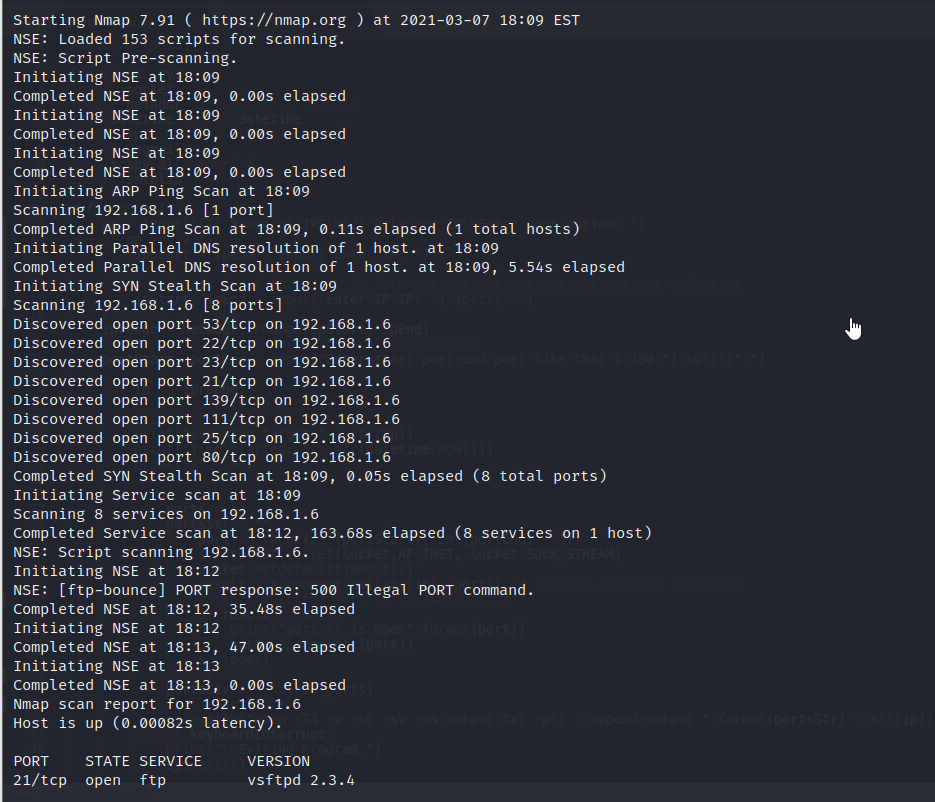 Starting Nmap 7.91 ( https://nmap.org ) at 2021-03-07 18:09 EST
NSE: Loaded 153 scripts for scanning.
NSE: Script Pre-scanning.
Initiating NSE at 18:09
Completed NSE at 18:09, 0.00s elapsed
Initiating NSE at 18:09
Completed NSE at 18:09, 0.00s elapsed
Initiating NSE at 18:09
Completed NSE at 18:09, 0.00s elapsed
Initiating ARP Ping Scan at 18:09
Scanning 192.168.1.6 [1 port]
Completed ARP Ping Scan at 18:09, 0.11s elapsed (1 total hosts)
Initiating Parallel DNS resolution of 1 host. at 18:09
Completed Parallel DNS resolution of 1 host. at 18:09, 5.54s elapsed
Initiating SYN Stealth Scan at 18:09
Scanning 192.168.1.6 [8 ports]
Discovered open port 53/tcp on 192.168.1.6
Discovered open port 22/tcp on 192.168.1.6
Discovered open port 23/tcp on 192.168.1.6
Discovered open port 21/tcp on 192.168.1.6
Discovered open port 139/tcp on 192.168.1.6
Discovered open port 111/tcp on 192.168.1.6
Discovered open port 25/tcp on 192.168.1.6
Discovered open port 80/tcp on 192.168.1.6
Completed SYN Stealth Scan at 18:09, 0.05s elapsed (8 total ports)
Initiating Service scan at 18:09
Scanning 8 services on 192.168.1.6
Completed Service scan at 18:12, 163.68s elapsed (8 services on 1 host)
NSE: Script scanning 192.168.1.6.
Initiating NSE at 18:12
NSE: [ftp-bounce] PORT response: 500 Illegal PORT command.
Completed NSE at 18:12, 35.48s elapsed
Initiating NSE at 18:12
Completed NSE at 18:13, 47.00s elapsed
Initiating NSE at 18:13
Completed NSE at 18:13, 0.00s elapsed
Nmap scan report for 192.168.1.6
Host is up (0.00082s latency).
PORT STATE SERVICE VERSION
21/tcp open ftp vsftpd 2.3.4